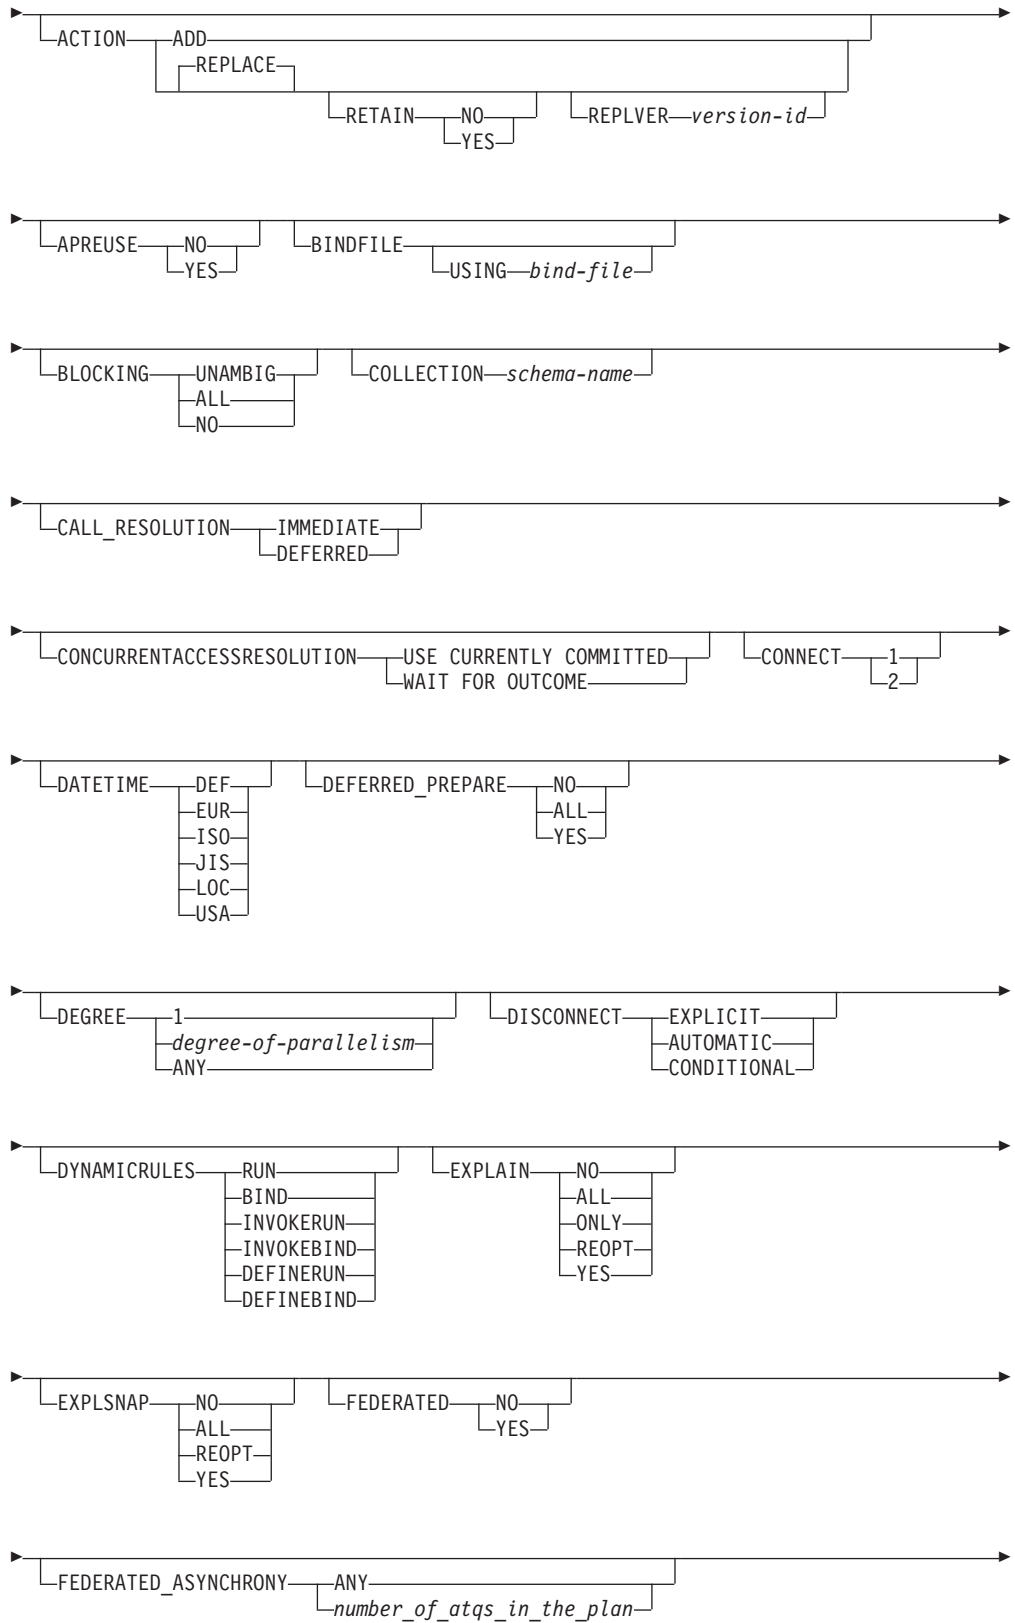 ACTION ADD
REPLACE
RETAIN NO REPLVER version-id
YES
APREUSE NO BINDFILE
YES USING bind-file
BLOCKING UNAMBIG COLLECTION schema-name
ALL
NO
CALL_RESOLUTION IMMEDIATE
DEFERRED
CONCURRENTACCESSRESOLUTION USE CURRENTLY COMMITTED CONNECT 1
WAIT FOR OUTCOME 2
DATETIME DEF DEFERRED_PREPARE NO
EUR ALL
ISO YES
JIS
LOC
USA
DEGREE 1 DISCONNECT EXPLICIT
degree-of-parallelism AUTOMATIC
ANY CONDITIONAL
DYNAMICRULES RUN EXPLAIN NO
BIND ALL
INVOKERUN ONLY
INVOKEBIND REOPT
DEFINERUN YES
DEFINEBIND
EXPLSNAP NO FEDERATED NO
ALL YES
REOPT
YES
FEDERATED_ASYNCHRONY ANY
number_of_atqs_in_the_plan